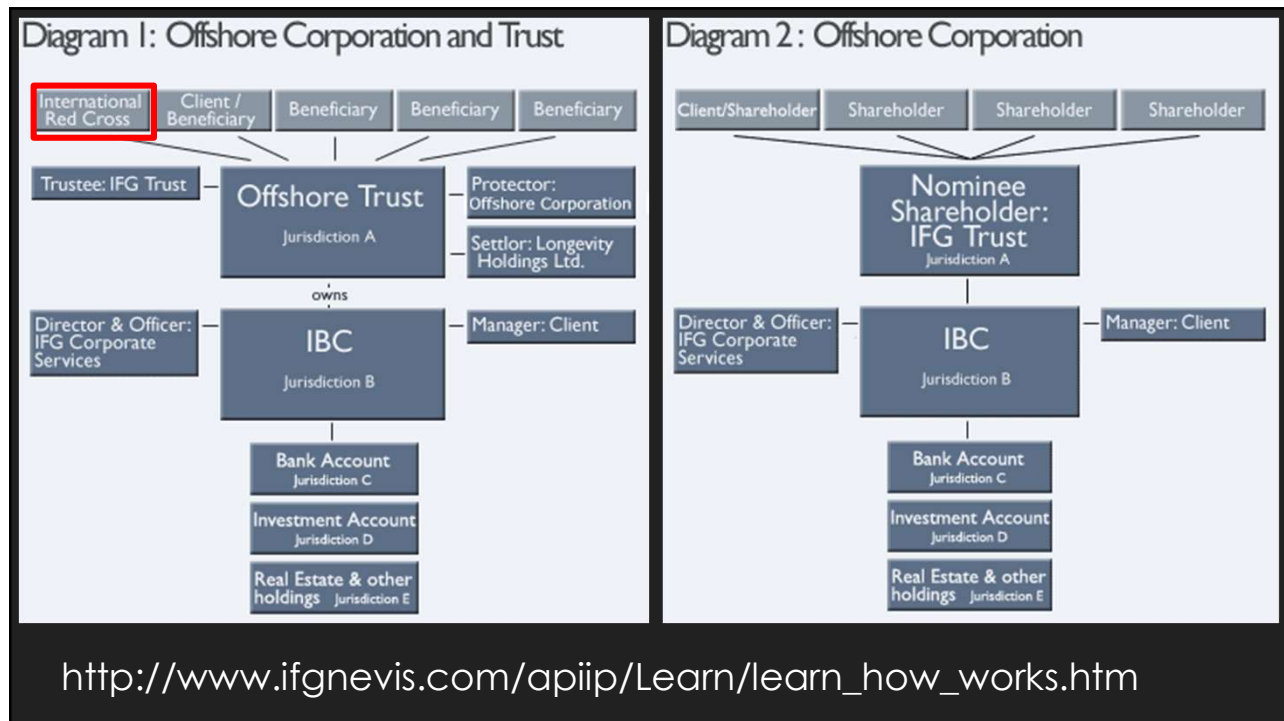 Diagram 1: Offshore Corporation and Trust
International
Red Cross
Client /
Beneficiary
Beneficiary
Beneficiary
Beneficiary
Trustee: IFG Trust
Offshore Trust
Jurisdiction A
Protector:
Offshore Corporation
Settlor: Longevity
Holdings Ltd.
owns
Director & Officer:
IFG Corporate
Services
IBC
Jurisdiction B
Manager: Client
Bank Account
Jurisdiction C
Investment Account
Jurisdiction D
Real Estate & other
holdings Jurisdiction E
Diagram 2 : Offshore Corporation
Client/Shareholder
Shareholder
Shareholder
Shareholder
Nominee
Shareholder:
IFG Trust
Jurisdiction A
Director & Officer:
IFG Corporate
Services
IBC
Jurisdiction B
Manager: Client
Bank Account
Jurisdiction C
Investment Account
Jurisdiction D
Real Estate & other
holdings Jurisdiction E
http://www.ifgnevis.com/apiip/Learn/learn_how_works.htm